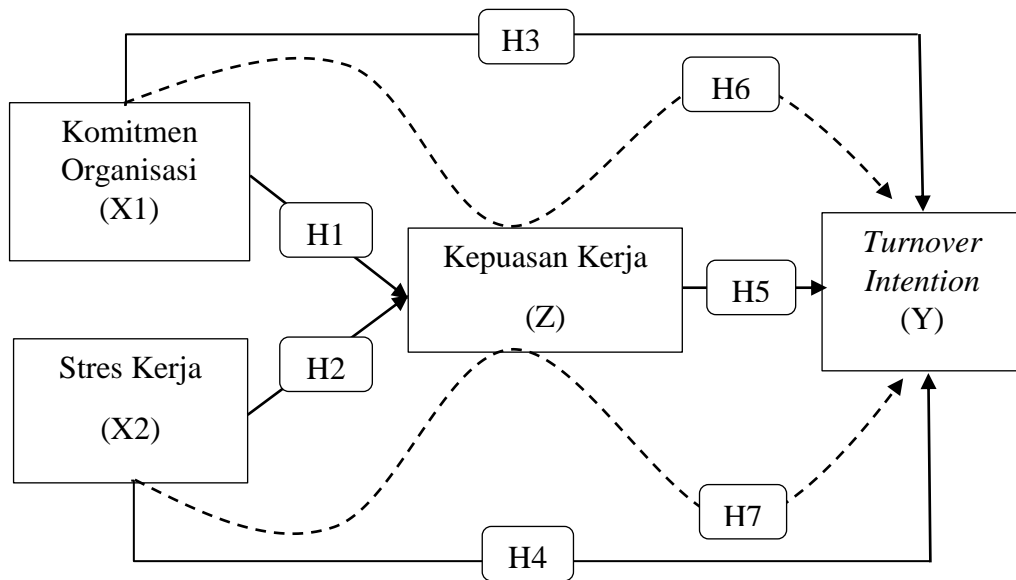 H3
H6
Komitmen
Organisasi
(X1)
H1
Kepuasan Kerja
(Z)
H5
Turnover
Intention
(Y)
Stres Kerja
(X2)
H2
H7
H4